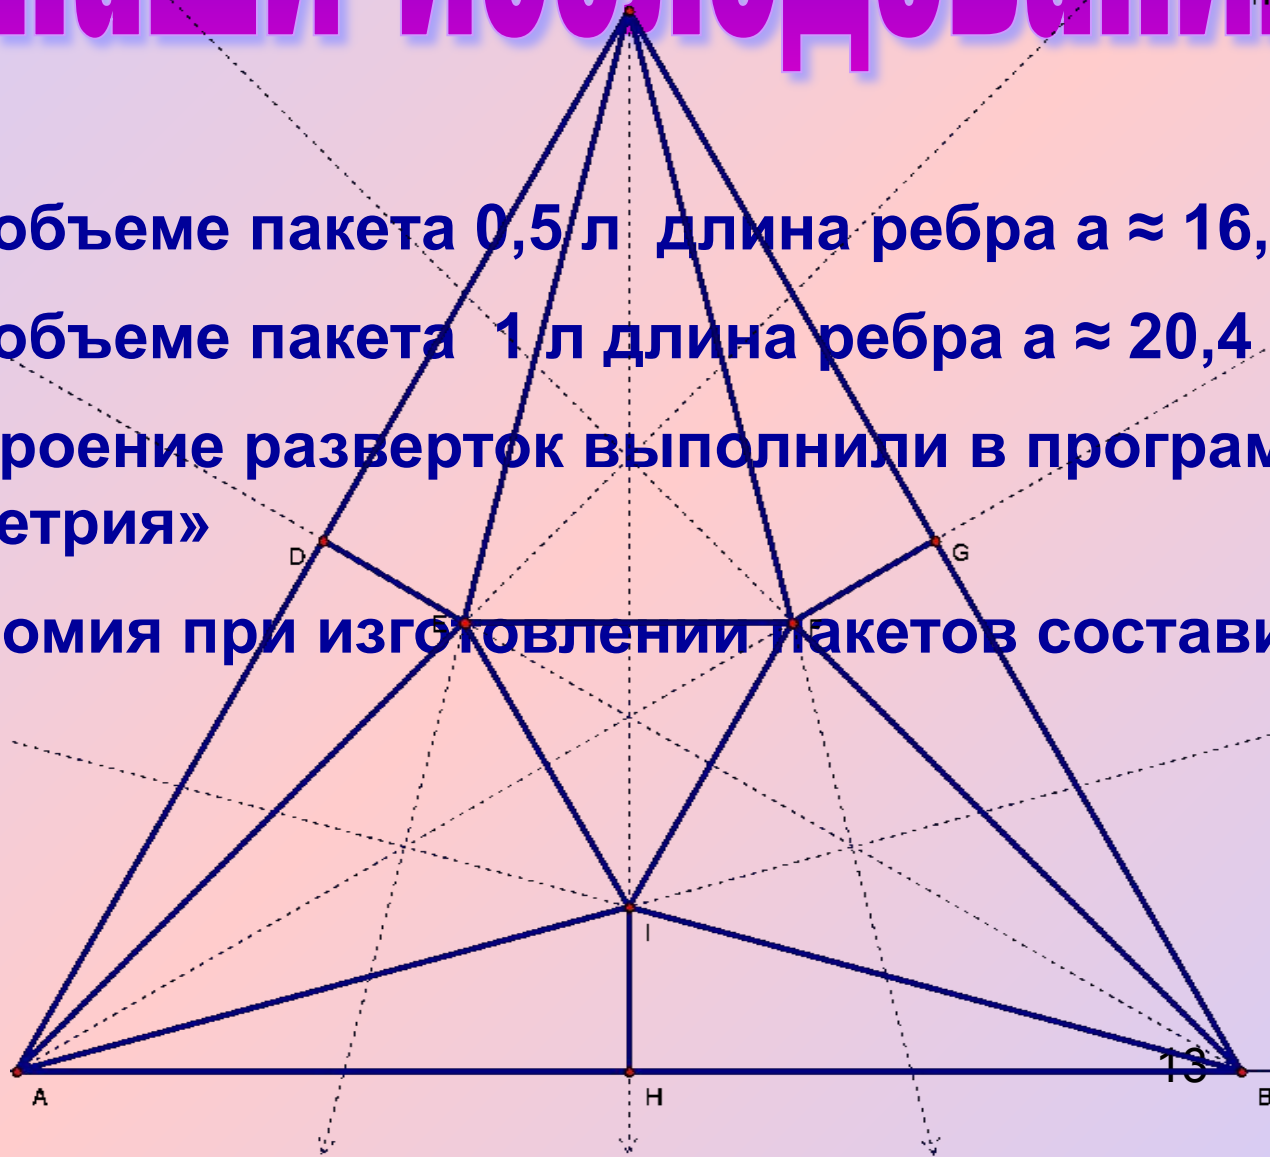 объеме пакета 0,5 л длина ребра а ≈ 16,
объеме пакета 1 л длина ребра а ≈ 20,4
роение разверток выполнили в програм
етрия»
D
G
E
F
омия при изготовлении пакетов состави
I
13
A
H
B